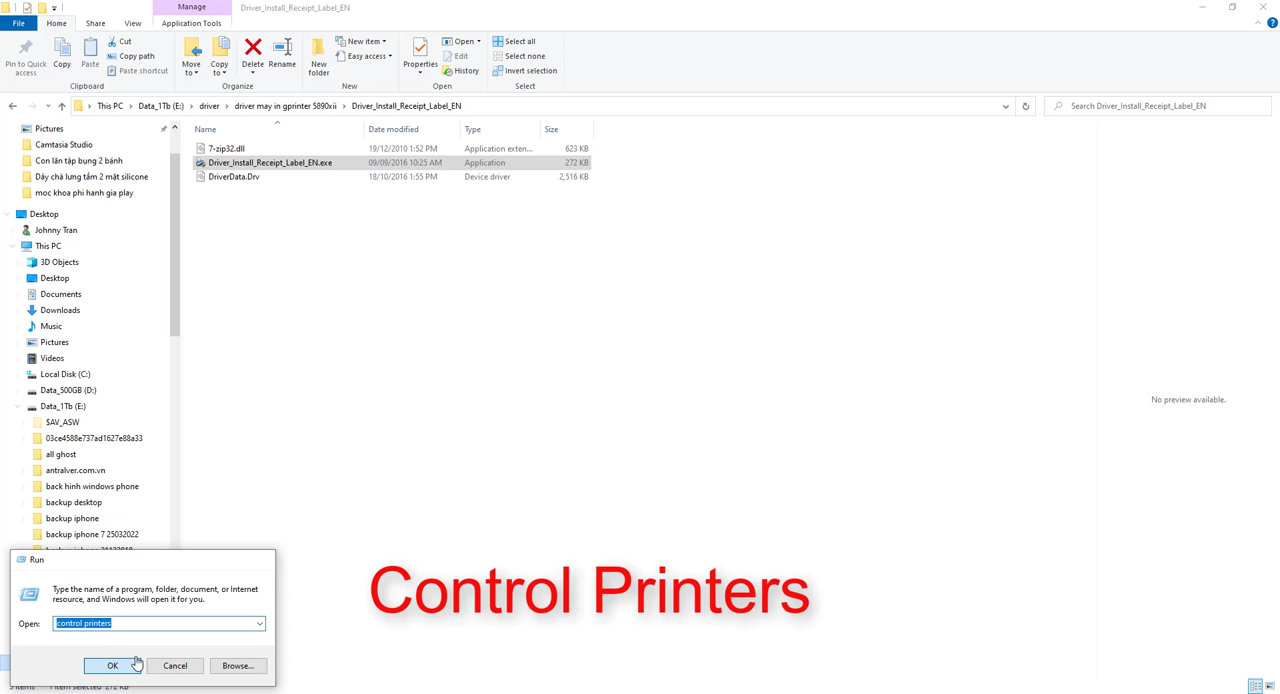 Manage
Driver_Install_Receipt_Label_EN
File
Home
Share
View
Application Tools
Pin to Quick access
Copy
Paste
Cut
Copy path
Paste shortcut
Clipboard
Move to
Copy to
Delete
Rename
Organize
New folder
New item
Easy access
New
Properties
Open
Edit
History
Open
Select all
Select none
Invert selection
Select
This PC > Data_1Tb (E:) > driver > driver may in gprinter 5890xii > Driver_Install_Receipt_Label_EN
Search Driver_Install_Receipt_Label_EN
Name Date modified Type Size
7-zip32.dll 19/12/2010 1:52 PM Application exten... 623 KB
Driver_Install_Receipt_Label_EN.exe 09/09/2016 10:25 AM Application 272 KB
DriverData.Drv 18/10/2016 1:55 PM Device driver 2,516 KB
Pictures
Camtasia Studio
Con lăn tập bụng 2 bánh
Dây chà lưng tắm 2 mặt silicone
moc khoa phi hanh gia play
Desktop
Johnny Tran
This PC
3D Objects
Desktop
Documents
Downloads
Music
Pictures
Videos
Local Disk (C:)
Data_500GB (D:)
Data_1Tb (E:)
$AV_ASW
03ce4588e737ad1627e88a33
all ghost
antralver.com.vn
back hinh windows phone
backup desktop
backup iphone
backup iphone 7 25032022
No preview available.
Run
Type the name of a program, folder, document, or Internet
resource, and Windows will open it for you.
Open: control printers
OK
Cancel
Browse...
Control Printers